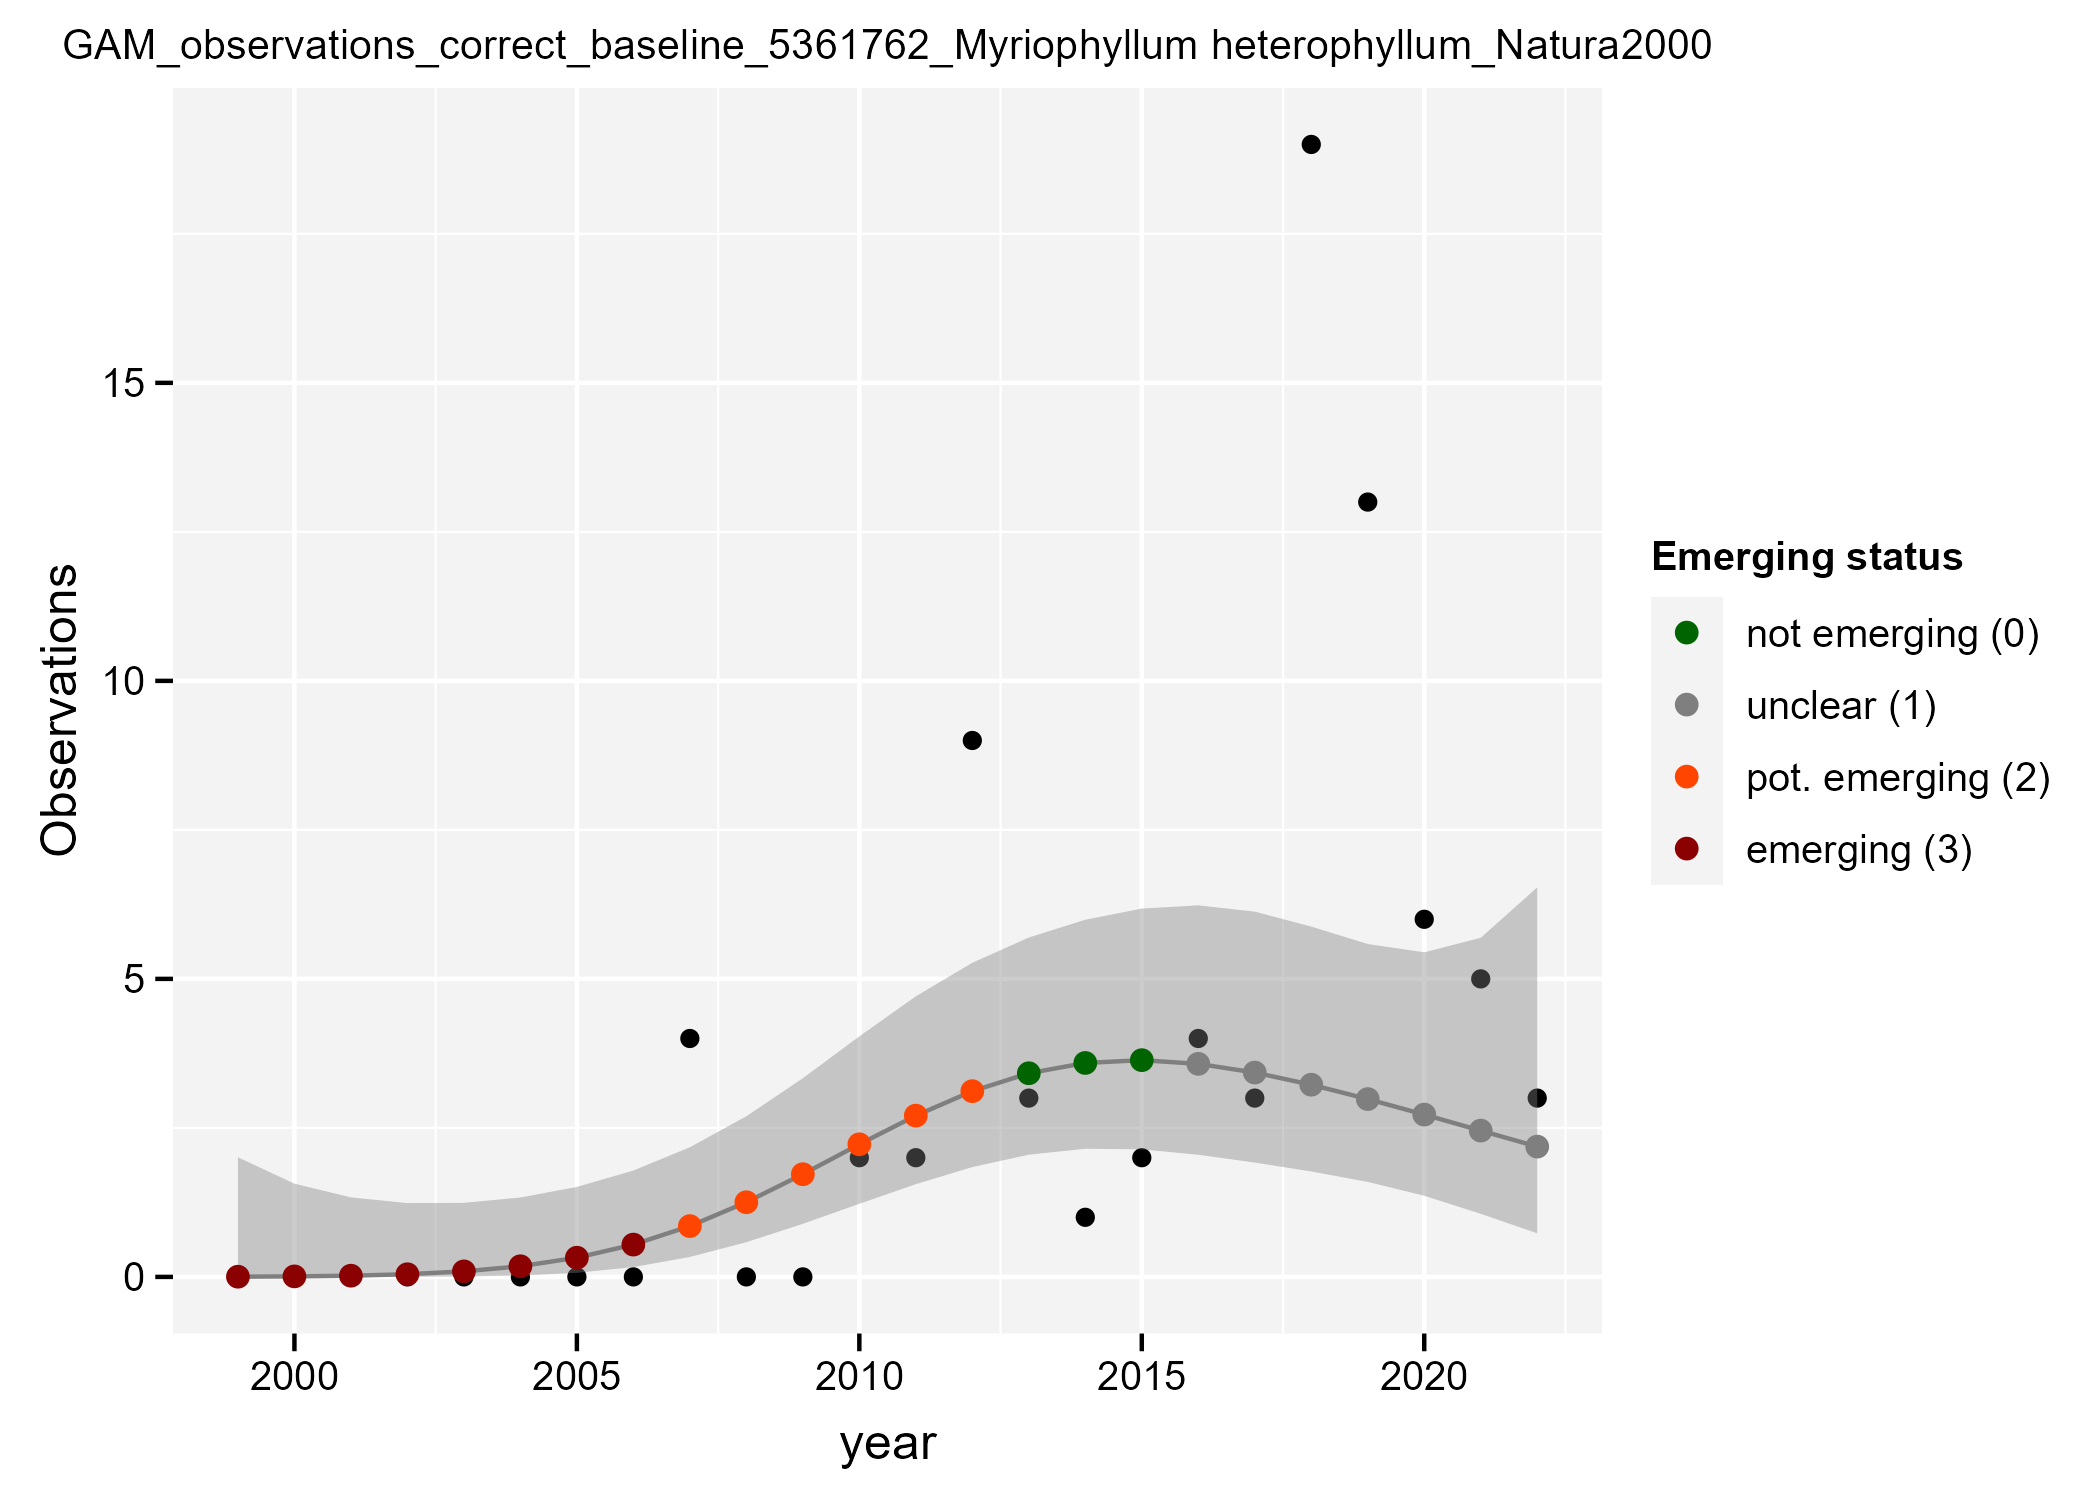 GAM_observations_correct_baseline_5361762_Myriophyllum heterophyllum_Natura2000
Observations
15
10
5
0
2000 2005 2010 2015 2020
year
Emerging status
not emerging (0)
unclear (1)
pot. emerging (2)
emerging (3)